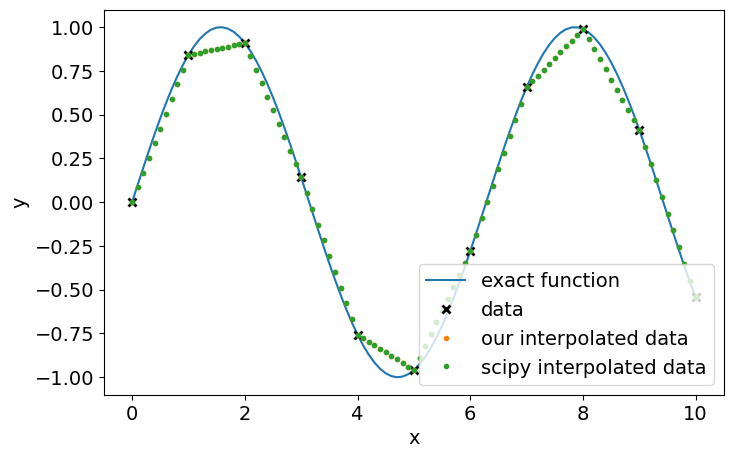 1.00
0.75
0.50
0.25
0.00
−0.25
−0.50
−0.75
−1.00
y
exact function
data
our interpolated data
scipy interpolated data
0 2 4 6 8 10
x